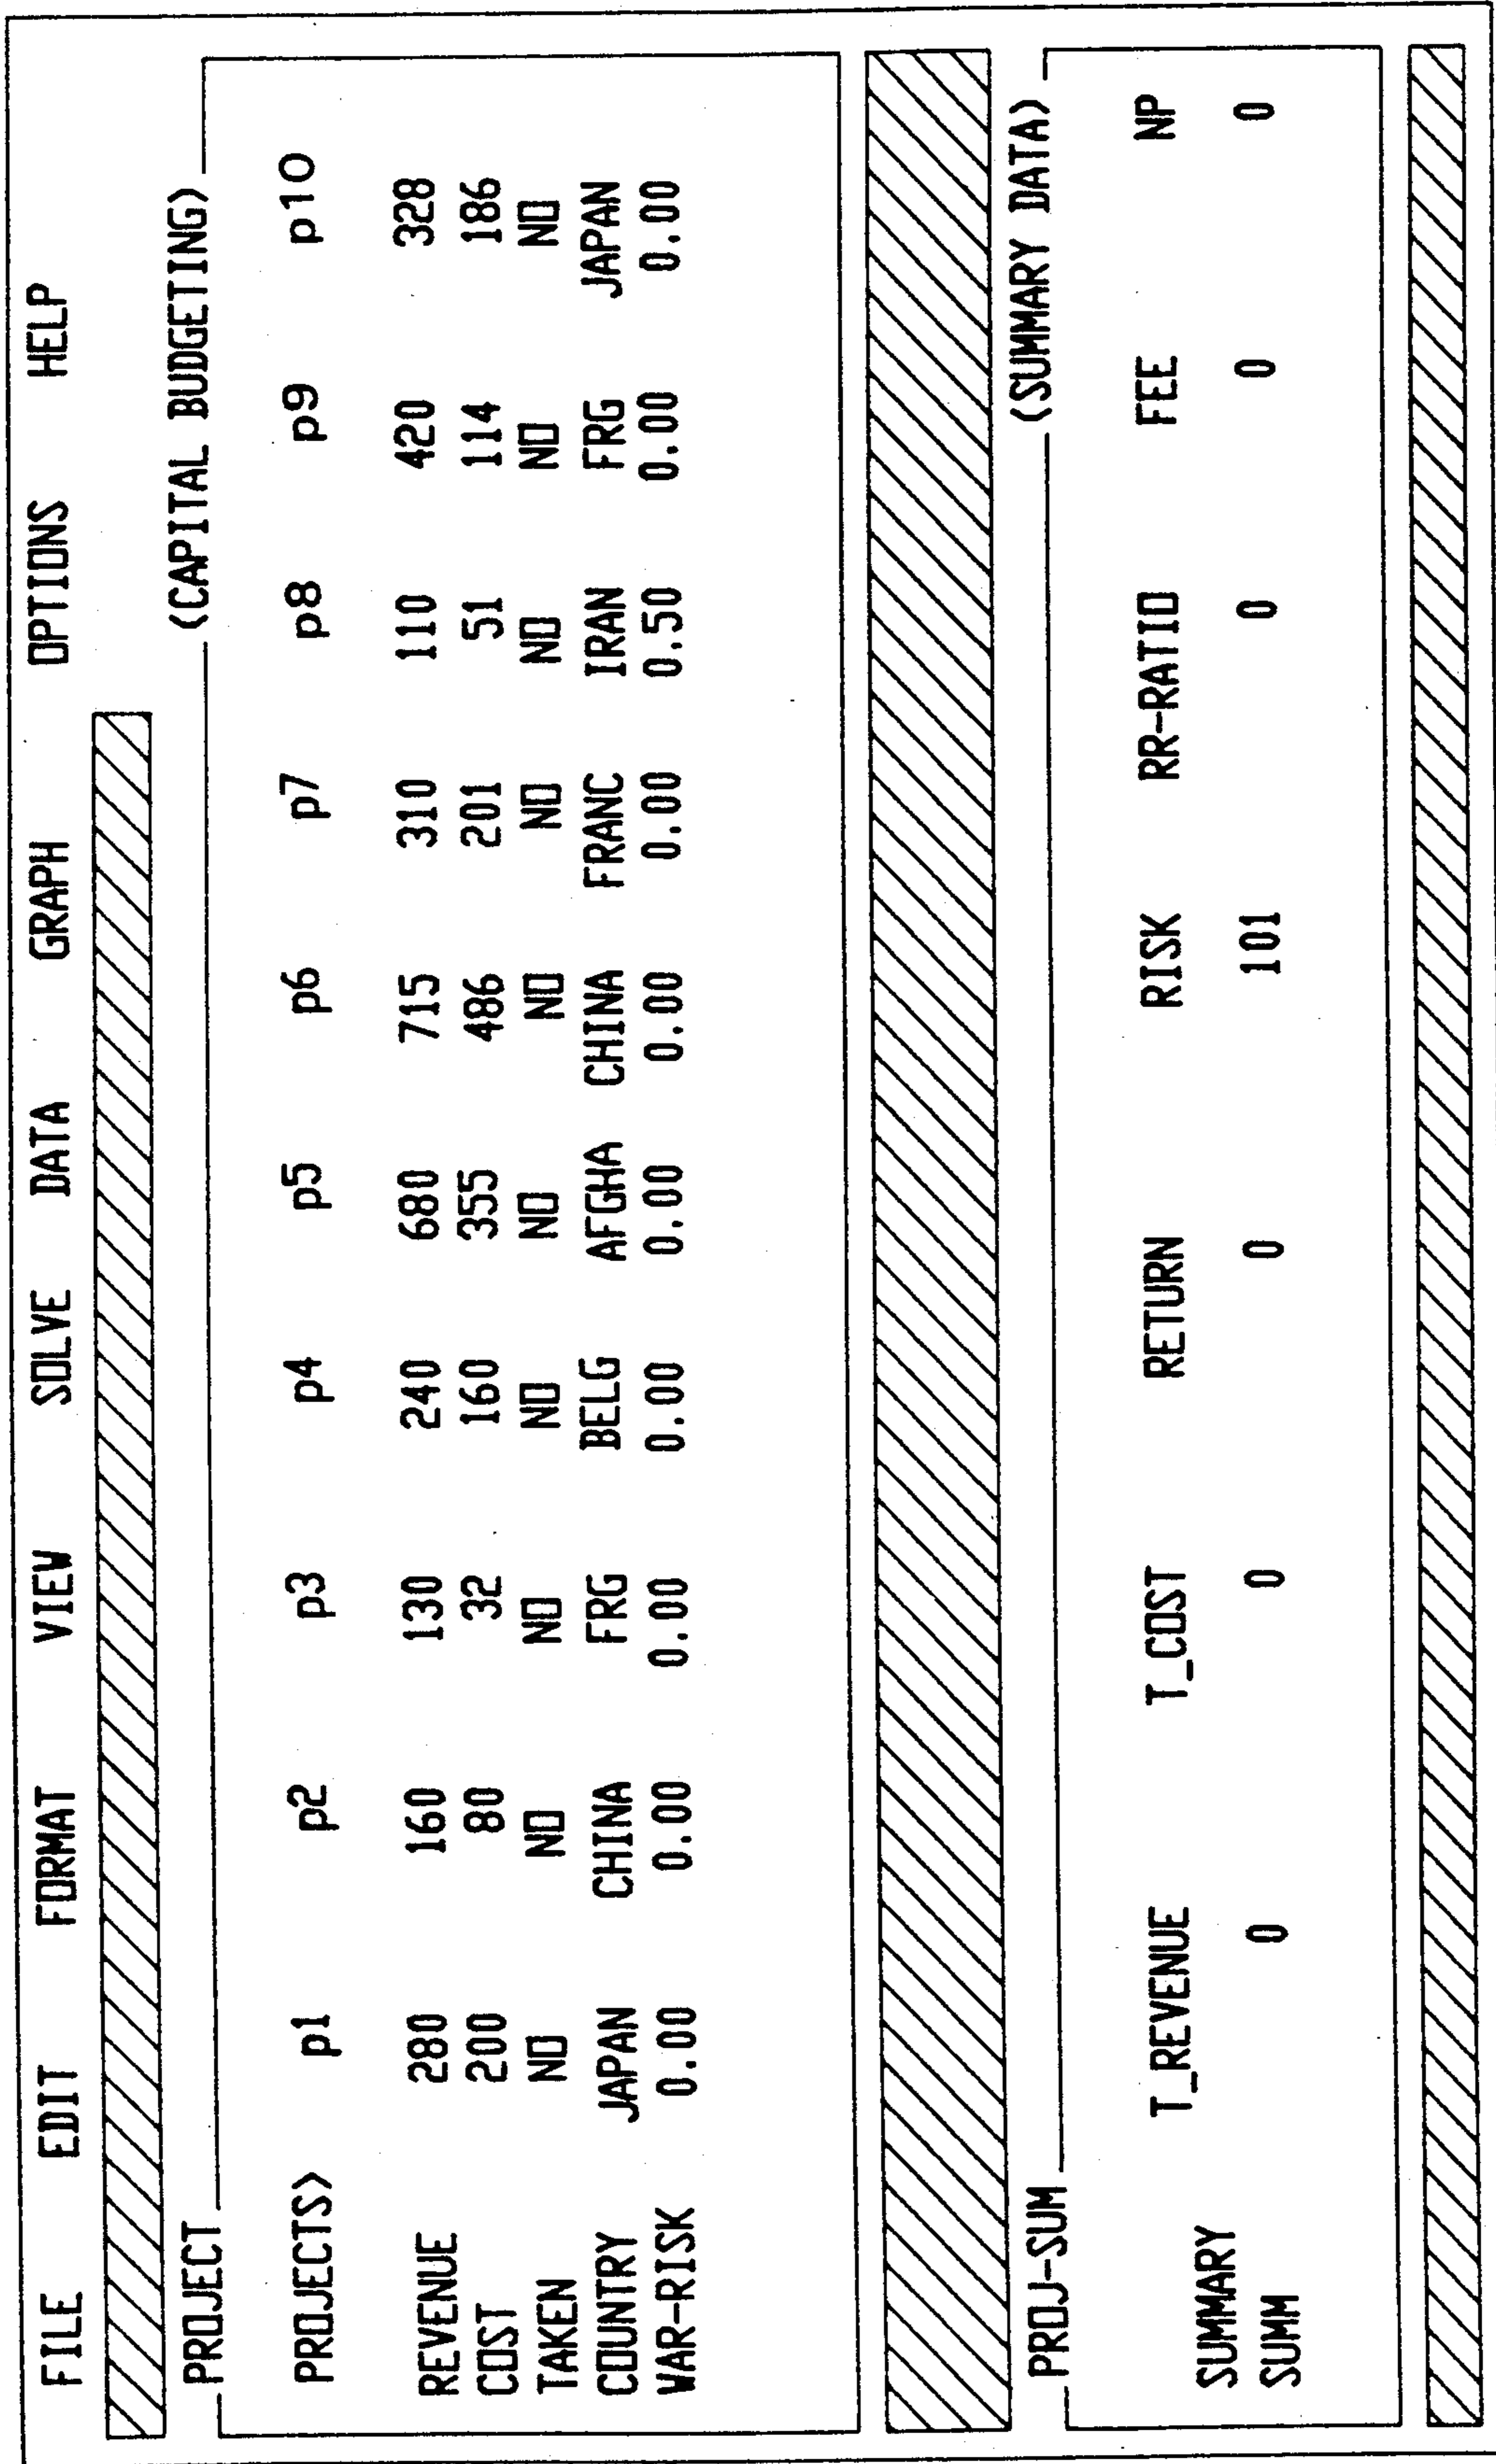 FILE EDIT FORMAT VIEW SOLVE DATA GRAPH OPTIONS HELP
PROJECT (CAPITAL BUDGETING)
PROJECTS> p1 p2 p3 p4 p5 p6 p7 p8 p9 p10
REVENUE 280 160 130 240 680 715 310 110 420 328
COST 200 80 32 160 355 486 201 51 114 186
TAKEN NO NO NO NO NO NO NO NO NO NO
COUNTRY JAPAN CHINA FRG BELG AFGHA CHINA FRANC IRAN FRG JAPAN
WAR-RISK 0.00 0.00 0.00 0.00 0.00 0.00 0.00 0.50 0.00 0.00
PROJ-SUM (SUMMARY DATA)
SUMMARY T_REVENUE T_COST RETURN RISK RR-RATIO FEE NP
SUMM 0 0 0 101 0 0 0